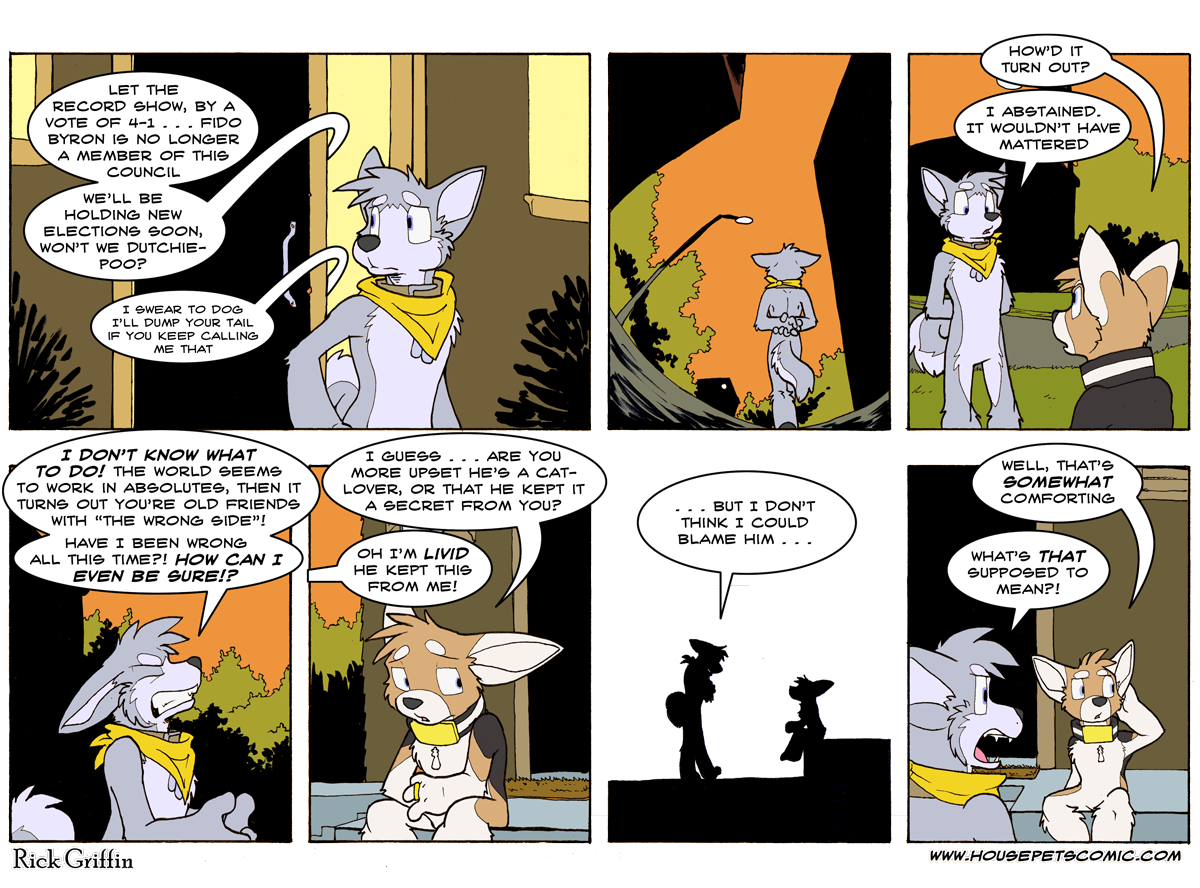 LET THE
RECORD SHOW, BY A
VOTE OF 4-1 . . . FIDO
BYRON IS NO LONGER
A MEMBER OF THIS
COUNCIL
WE'LL BE
HOLDING NEW
ELECTIONS SOON,
WON'T WE DUTCHIE-
POO?
I SWEAR TO DOG
I'LL DUMP YOUR TAIL
IF YOU KEEP CALLING
ME THAT
HOW'D IT
TURN OUT?
I ABSTAINED.
IT WOULDN'T HAVE
MATTERED
I DON'T KNOW WHAT
TO DO! THE WORLD SEEMS
TO WORK IN ABSOLUTES, THEN IT
TURNS OUT YOU'RE OLD FRIENDS
WITH "THE WRONG SIDE"!
HAVE I BEEN WRONG
ALL THIS TIME?! HOW CAN I
EVEN BE SURE!?
I GUESS . . . ARE YOU
MORE UPSET HE'S A CAT-
LOVER, OR THAT HE KEPT IT
A SECRET FROM YOU?
OH I'M LIVID
HE KEPT THIS
FROM ME!
. . . BUT I DON'T
THINK I COULD
BLAME HIM . . .
WELL, THAT'S
SOMEWHAT
COMFORTING
WHAT'S THAT
SUPPOSED TO
MEAN?!
Rick Griffin
WWW.HOUSEPETSCOMIC.COM